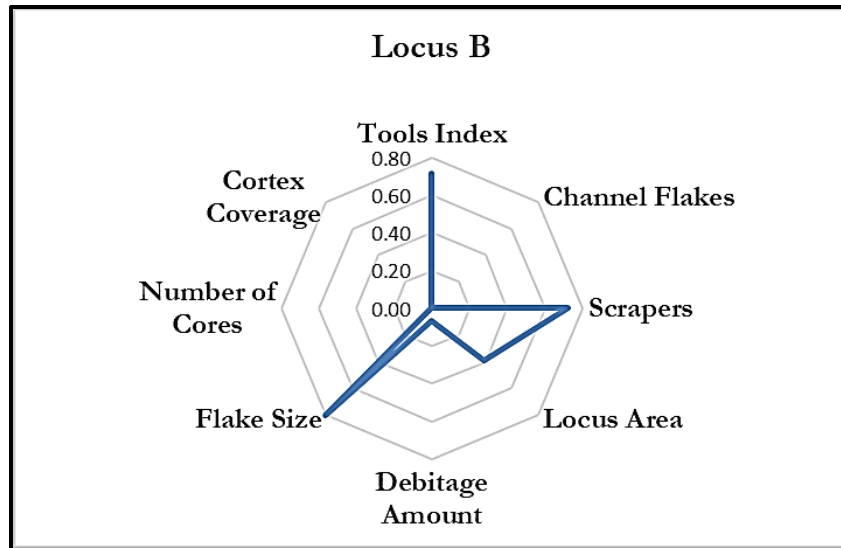 Locus B
Tools Index
0.80
0.60
0.40
0.20
0.00
Channel Flakes
Scrapers
Locus Area
Debitage
Amount
Flake Size
Number of
Cores
Cortex
Coverage